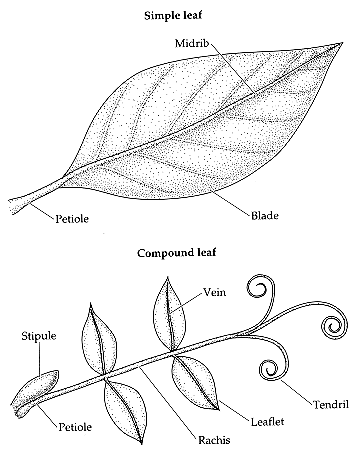 Simple leaf
Midrib
Petiole
Blade
Compound leaf
Vein
Stipule
Tendril
Petiole
Leaflet
Rachis